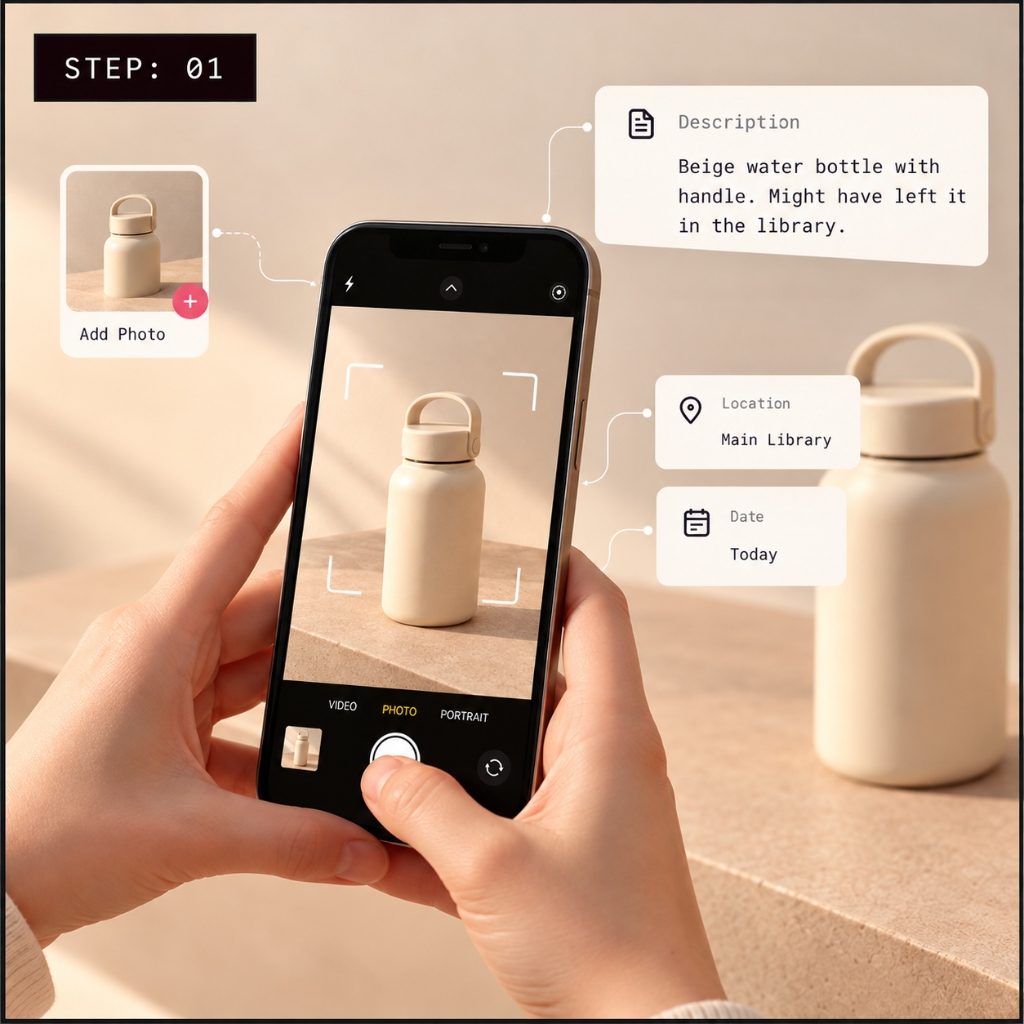 STEP: 01
Description
Beige water bottle with
handle. Might have left it
in the library.
Add Photo
Location
Main Library
Date
Today
VIDEO PHOTO PORTRAIT